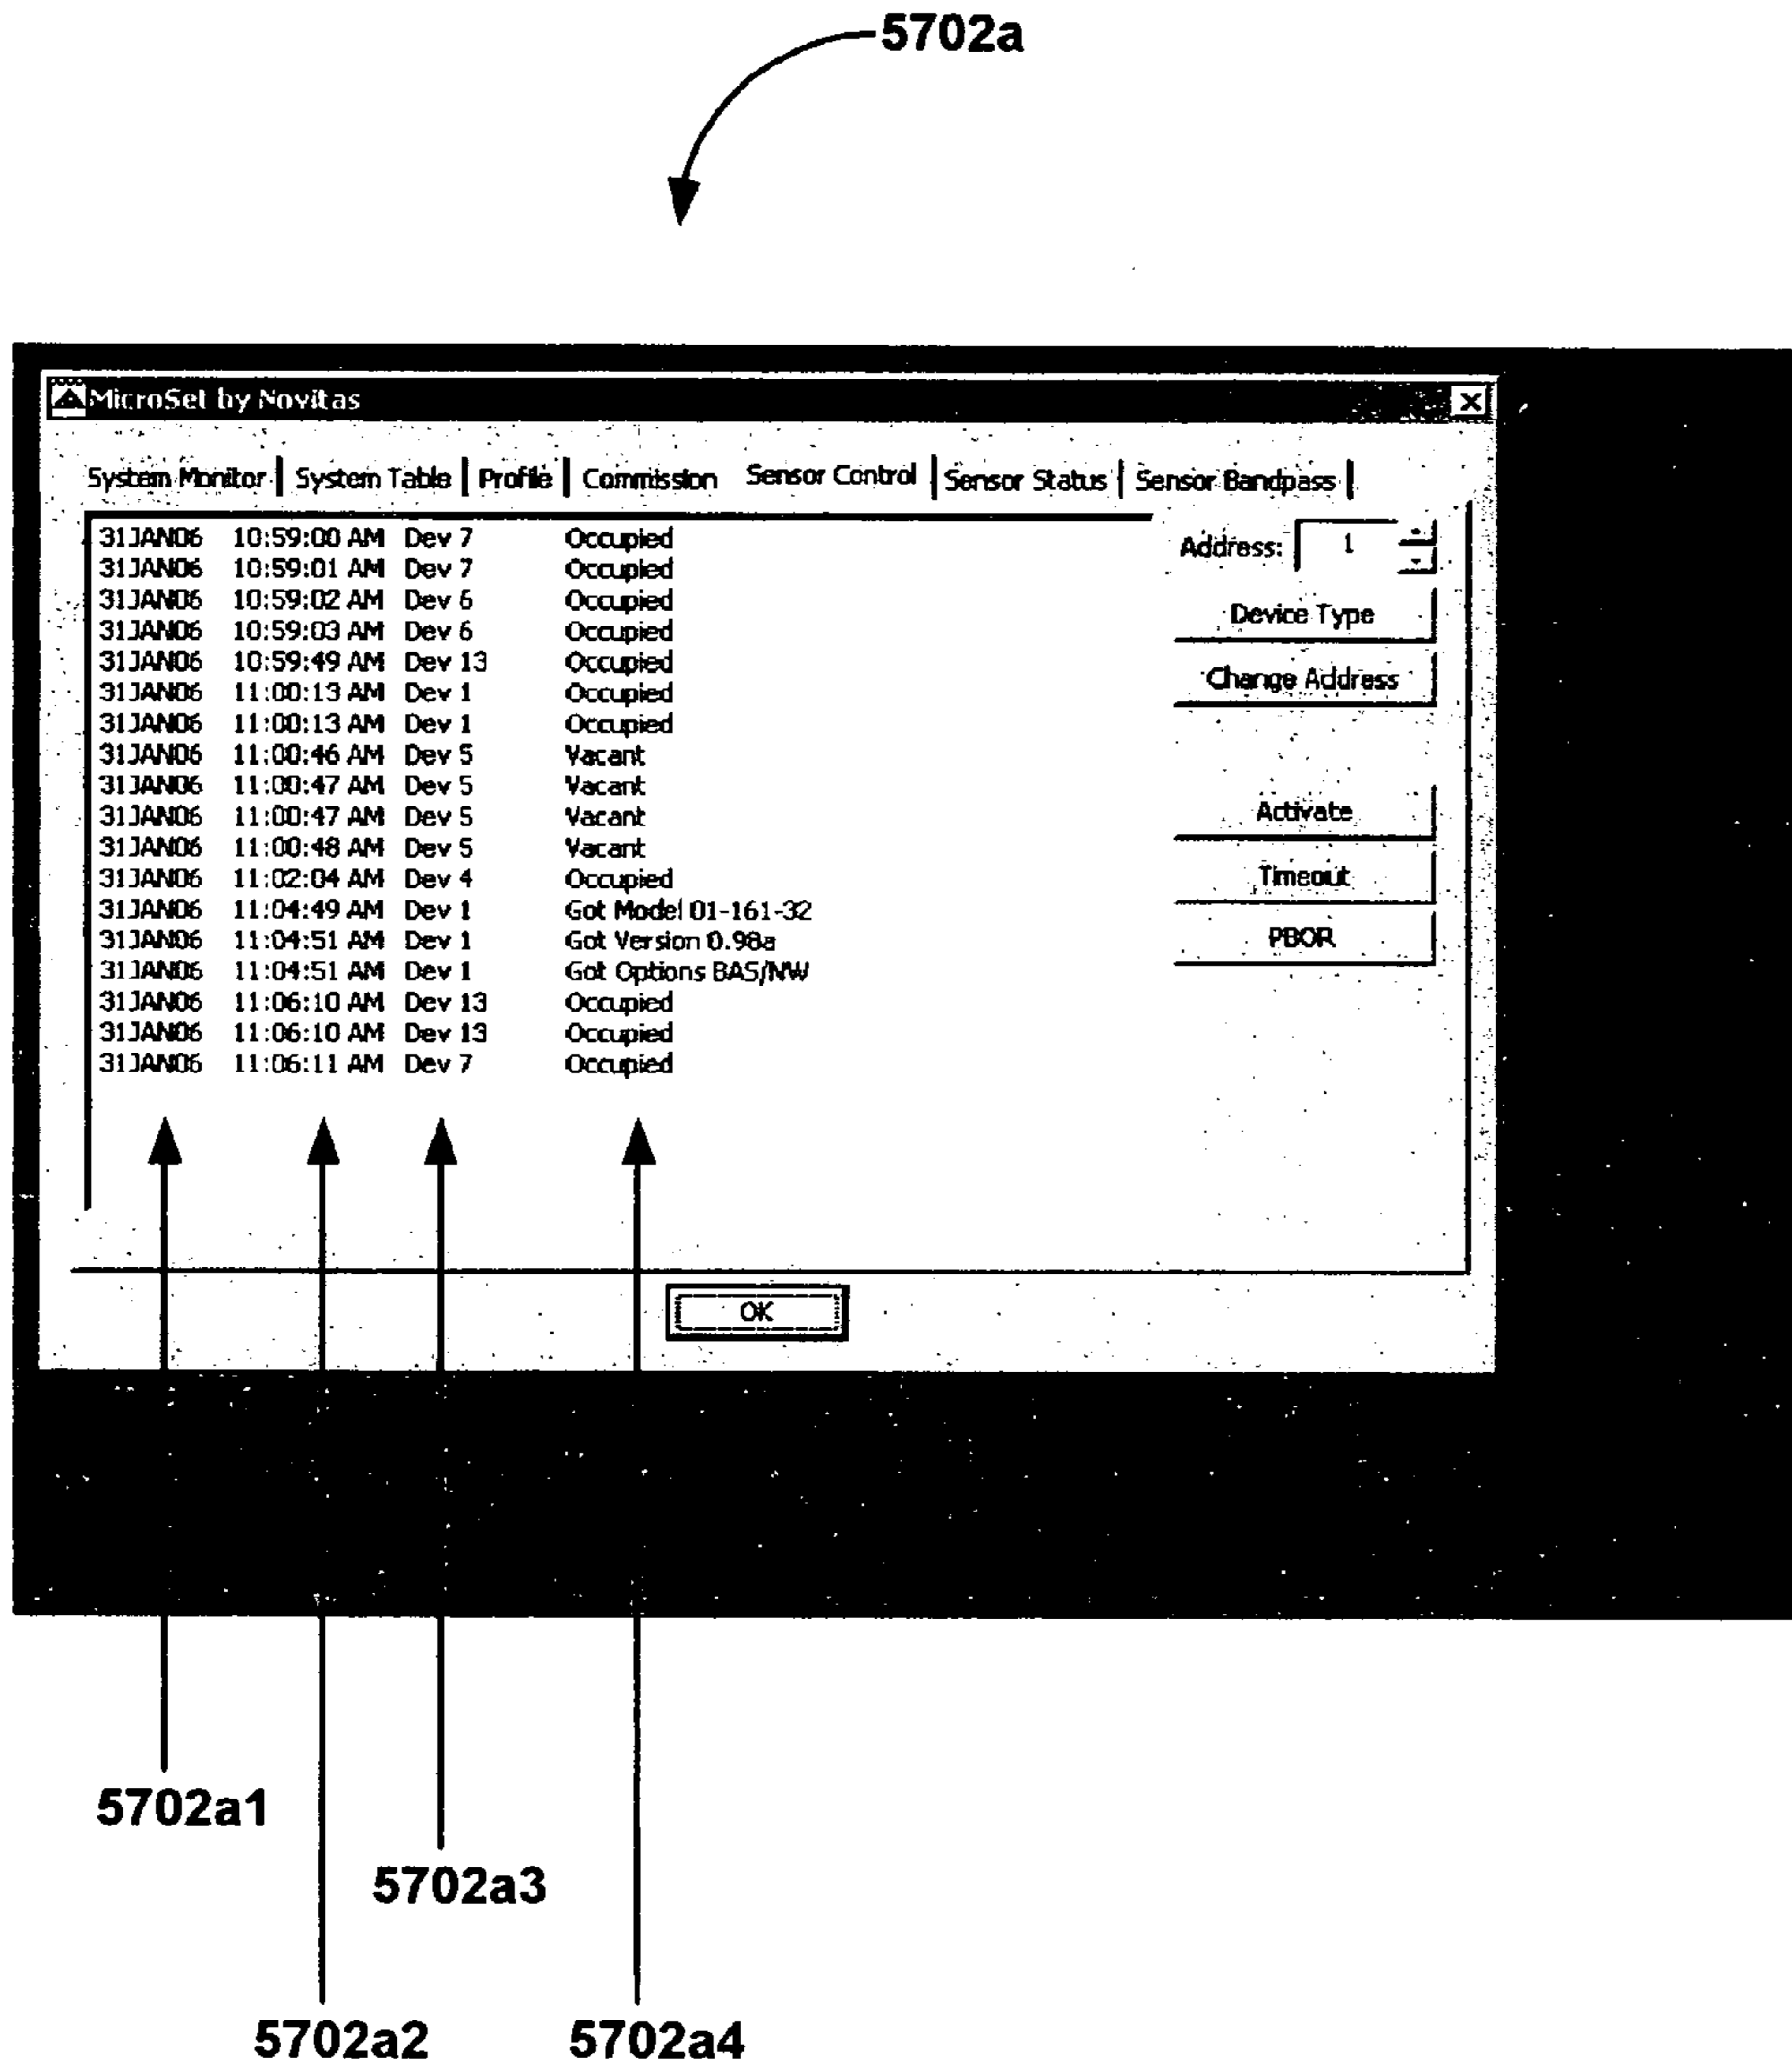 5702a
MicroSet by Novitas
System Monitor System Table Profile Commission Sensor Control Sensor Status Sensor Bandpass
31JAN06 10:59:00 AM Dev 7 Occupied
31JAN06 10:59:01 AM Dev 7 Occupied
31JAN06 10:59:02 AM Dev 6 Occupied
31JAN06 10:59:03 AM Dev 6 Occupied
31JAN06 10:59:49 AM Dev 13 Occupied
31JAN06 11:00:13 AM Dev 1 Occupied
31JAN06 11:00:13 AM Dev 1 Occupied
31JAN06 11:00:46 AM Dev 5 Vacant
31JAN06 11:00:47 AM Dev 5 Vacant
31JAN06 11:00:47 AM Dev 5 Vacant
31JAN06 11:00:48 AM Dev 5 Vacant
31JAN06 11:02:04 AM Dev 4 Occupied
31JAN06 11:04:49 AM Dev 1 Got Model 01-161-32
31JAN06 11:04:51 AM Dev 1 Got Version 0.98a
31JAN06 11:04:51 AM Dev 1 Got Options BAS/NW
31JAN06 11:06:10 AM Dev 13 Occupied
31JAN06 11:06:10 AM Dev 13 Occupied
31JAN06 11:06:11 AM Dev 7 Occupied
Address: 1
Device Type
Change Address
Activate
Timeout
PBOR
OK
5702a1
5702a3
5702a2
5702a4